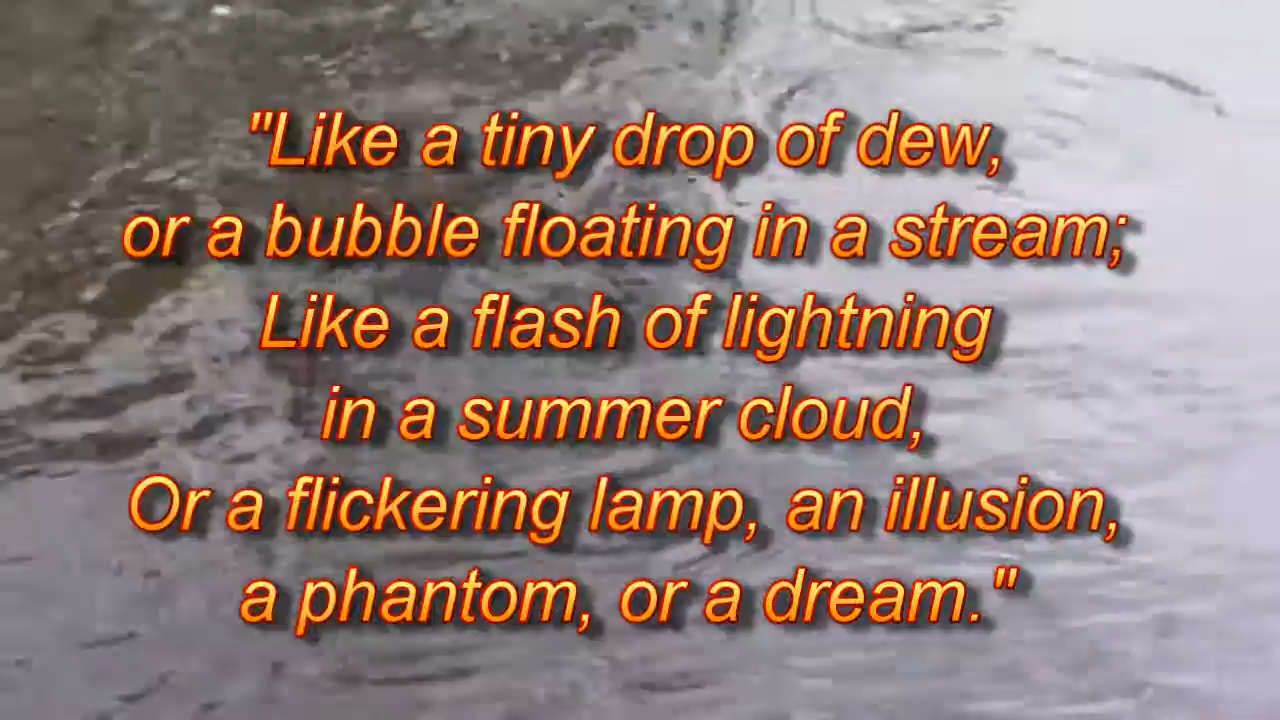 "Like a tiny drop of dew,
or a bubble floating in a stream;
Like a flash of lightning
in a summer cloud,
Or a flickering lamp, an illusion,
a phantom, or a dream."